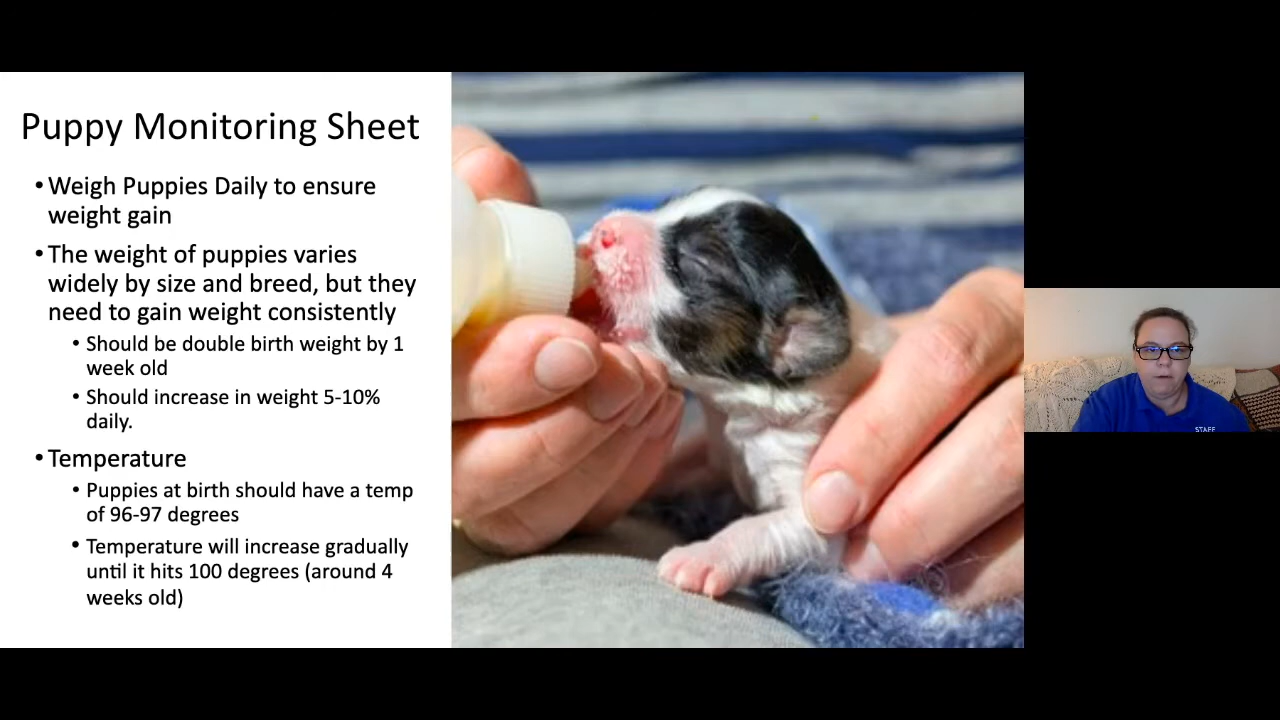 Puppy Monitoring Sheet
• Weigh Puppies Daily to ensure
weight gain
• The weight of puppies varies
widely by size and breed, but they
need to gain weight consistently
• Should be double birth weight by 1
week old
• Should increase in weight 5-10%
daily.
• Temperature
• Puppies at birth should have a temp
of 96-97 degrees
• Temperature will increase gradually
until it hits 100 degrees (around 4
weeks old)
STAFF